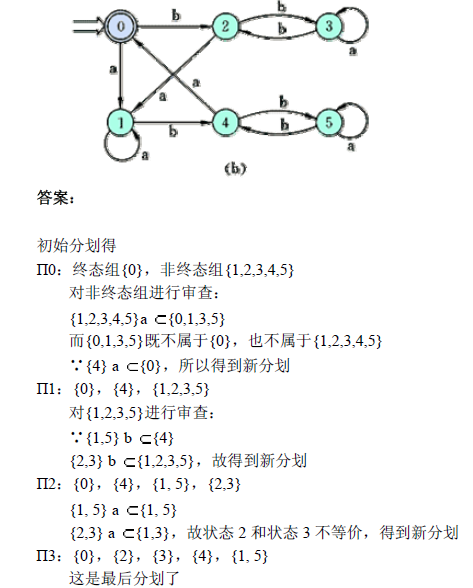 b
b
0
2
3
b
a
a
a
a
b
1
4
5
b
b
a
a
(b)
答案：
初始分划得
Π0：终态组{0}，非终态组{1,2,3,4,5}
对非终态组进行审查：
{1,2,3,4,5}a ⊂{0,1,3,5}
而{0,1,3,5}既不属于{0}，也不属于{1,2,3,4,5}
∵{4} a ⊂{0}，所以得到新分划
Π1：{0}，{4}，{1,2,3,5}
对{1,2,3,5}进行审查：
∵{1,5} b ⊂{4}
{2,3} b ⊂{1,2,3,5}，故得到新分划
Π2：{0}，{4}，{1, 5}，{2,3}
{1, 5} a ⊂{1, 5}
{2,3} a ⊂{1,3}，故状态 2 和状态 3 不等价，得到新分划
Π3：{0}，{2}，{3}，{4}，{1, 5}
这是最后分划了